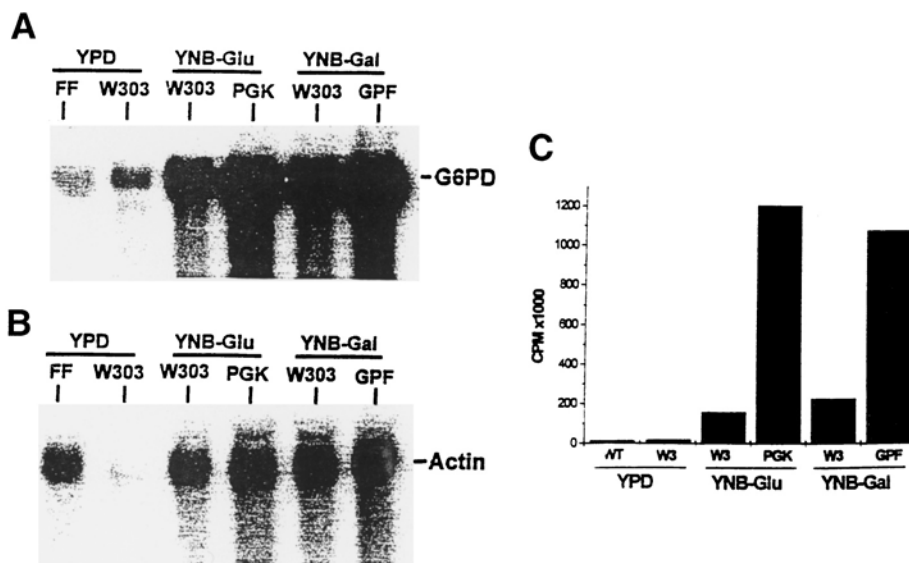 A
YPD YNB-Glu YNB-Gal
FF W303 W303 PGK W303 GPF
-G6PD
B
YPD YNB-Glu YNB-Gal
FF W303 W303 PGK W303 GPF
-Actin
C
1200
1000
800
600
400
200
0
CPM x1000
WT W3 W3 PGK W3 GPF
YPD YNB-Glu YNB-Gal